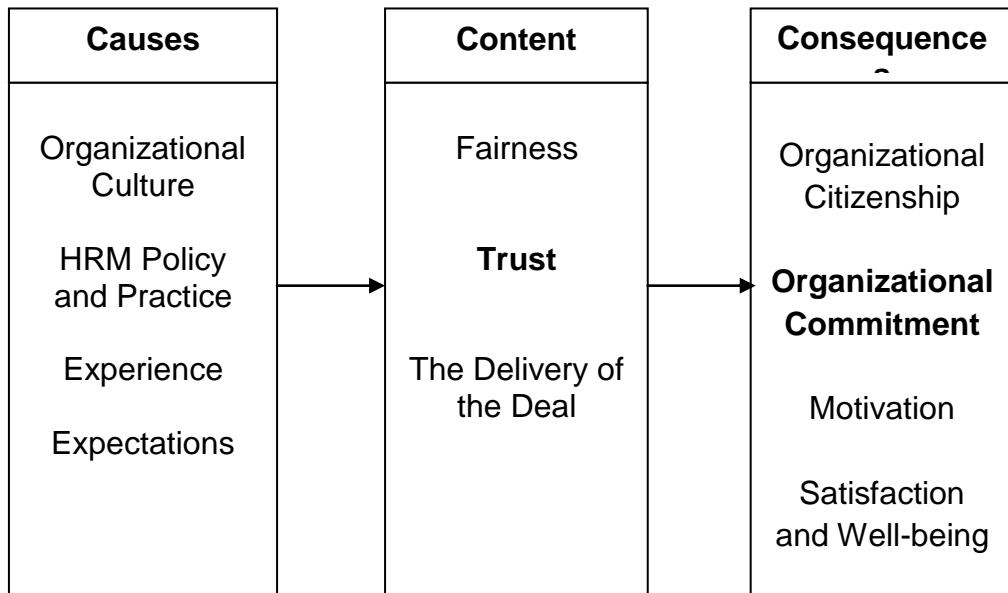 Causes
Organizational
Culture
HRM Policy
and Practice
Experience
Expectations
Content
Fairness
Trust
The Delivery of
the Deal
Consequence
Organizational
Citizenship
Organizational
Commitment
Motivation
Satisfaction
and Well-being